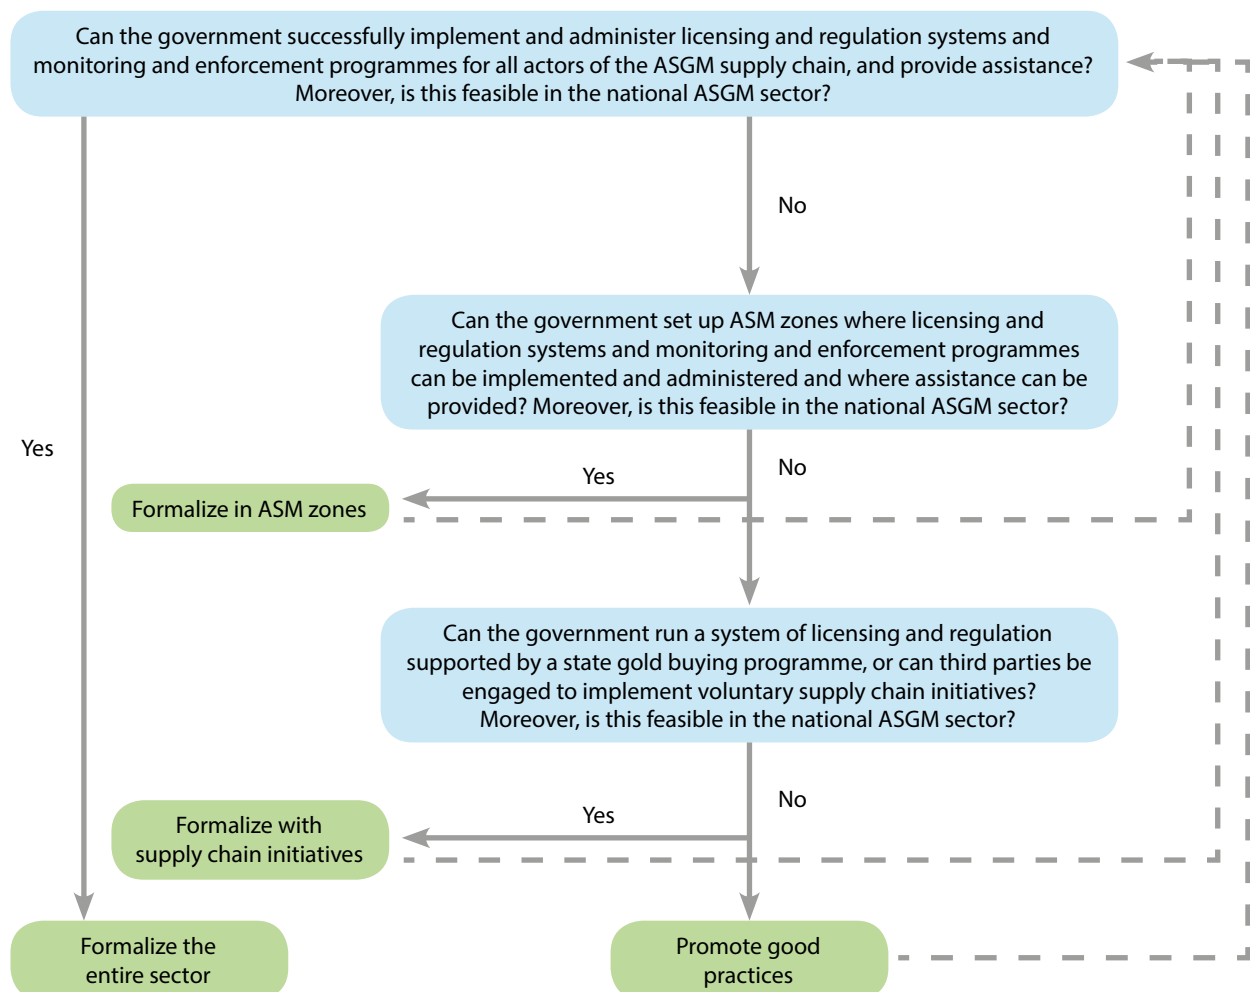 Can the government successfully implement and administer licensing and regulation systems and
monitoring and enforcement programmes for all actors of the ASGM supply chain, and provide assistance?
Moreover, is this feasible in the national ASGM sector?
No
Can the government set up ASM zones where licensing and
regulation systems and monitoring and enforcement programmes
can be implemented and administered and where assistance can be
provided? Moreover, is this feasible in the national ASGM sector?
Yes
Yes
No
Formalize in ASM zones
Can the government run a system of licensing and regulation
supported by a state gold buying programme, or can third parties be
engaged to implement voluntary supply chain initiatives?
Moreover, is this feasible in the national ASGM sector?
Yes
No
Formalize with
supply chain initiatives
Formalize the
entire sector
Promote good
practices